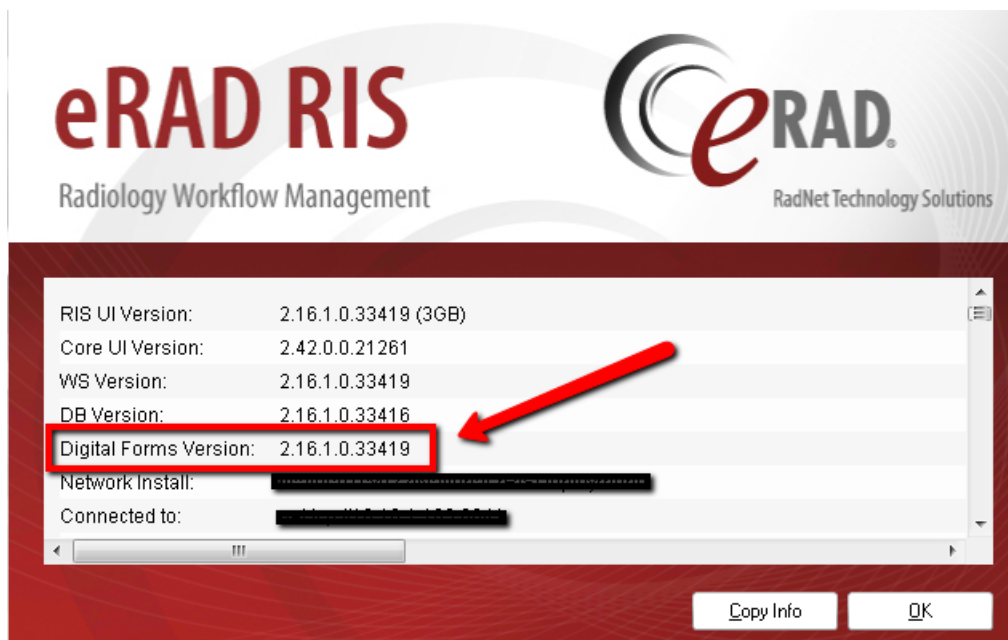 eRAD RIS
Radiology Workflow Management
eRAD®
RadNet Technology Solutions
RIS UI Version: 2.16.1.0.33419 (3GB)
Core UI Version: 2.42.0.0.21261
WS Version: 2.16.1.0.33419
DB Version: 2.16.1.0.33416
Digital Forms Version: 2.16.1.0.33419
Network Install:
Connected to:
Copy Info
OK